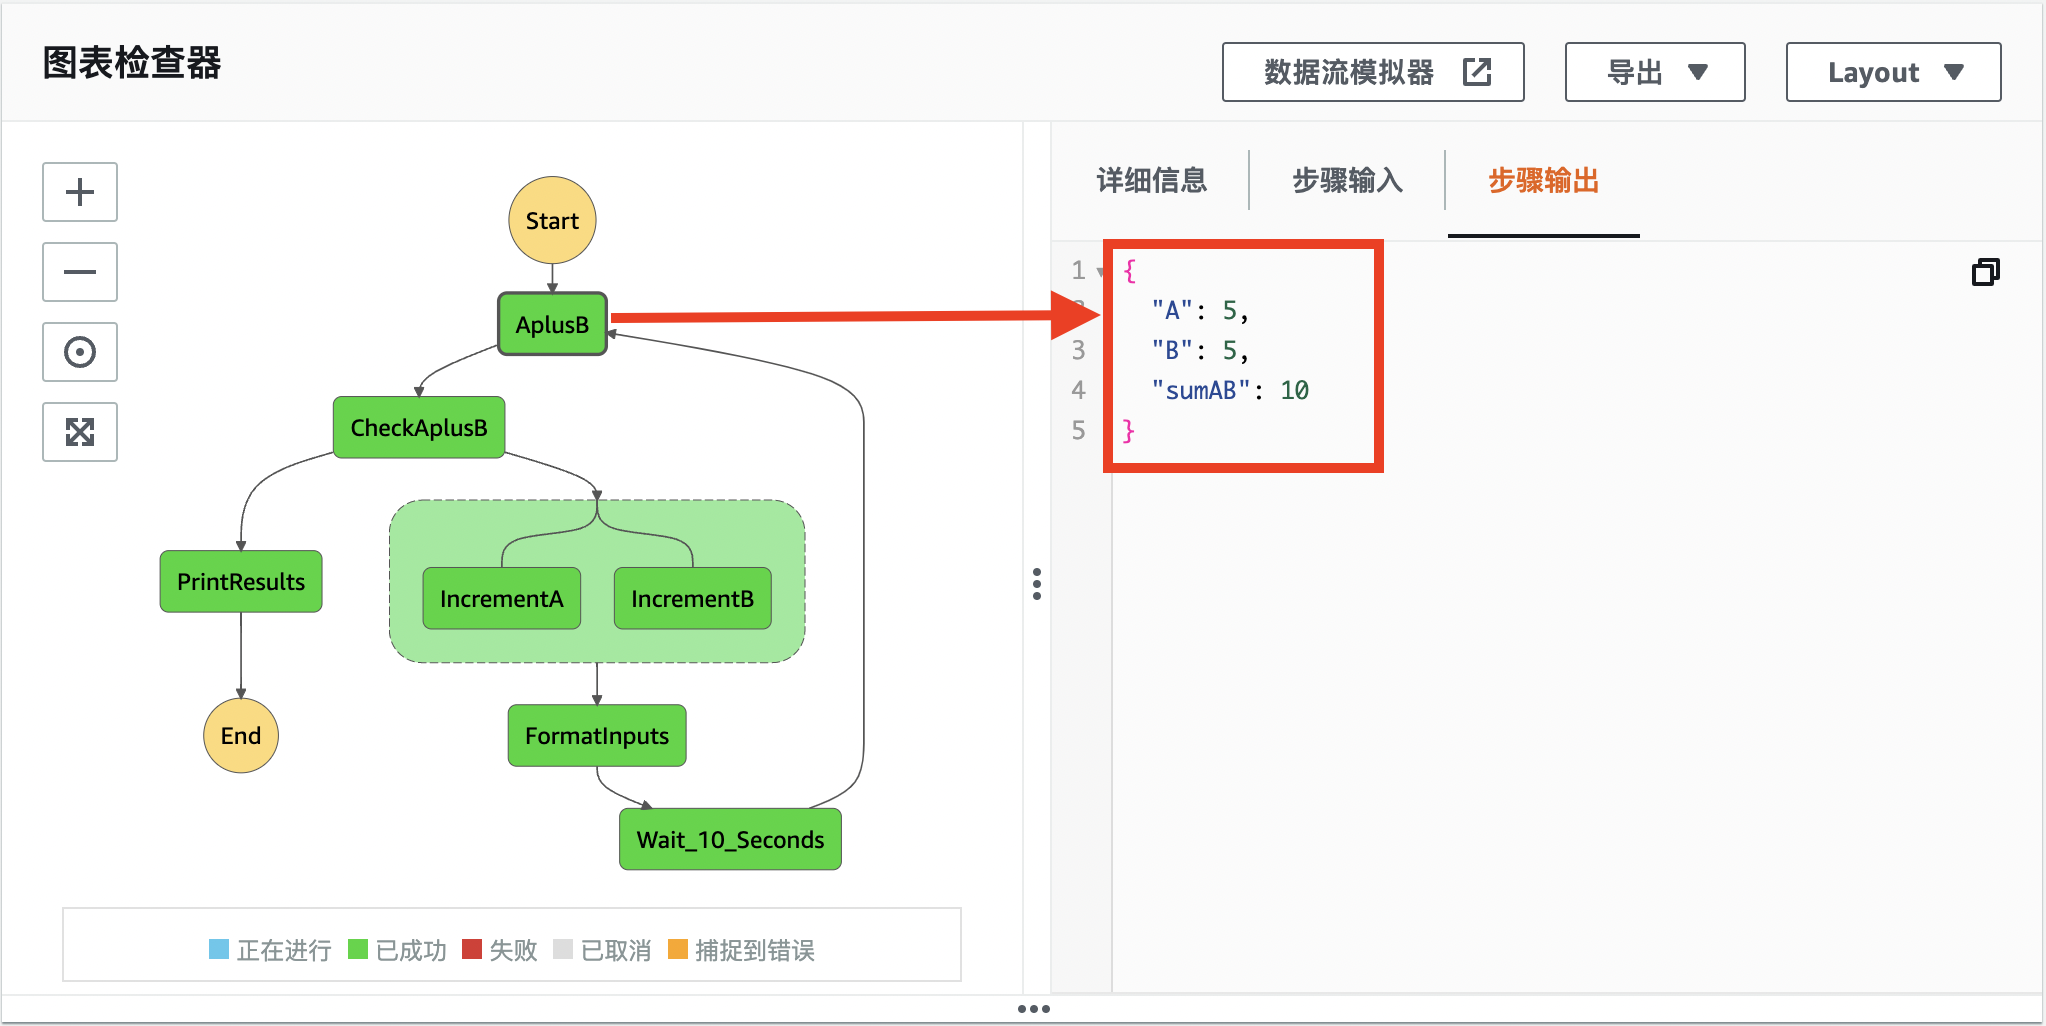 图表检查器
数据流模拟器
导出
Layout
详细信息
步骤输入
步骤输出
Start
AplusB
CheckAplusB
PrintResults
IncrementA
IncrementB
End
FormatInputs
Wait_10_Seconds
正在进行 已成功 失败 已取消 捕捉到错误
1 {
2 "A": 5,
3 "B": 5,
4 "sumAB": 10
5 }